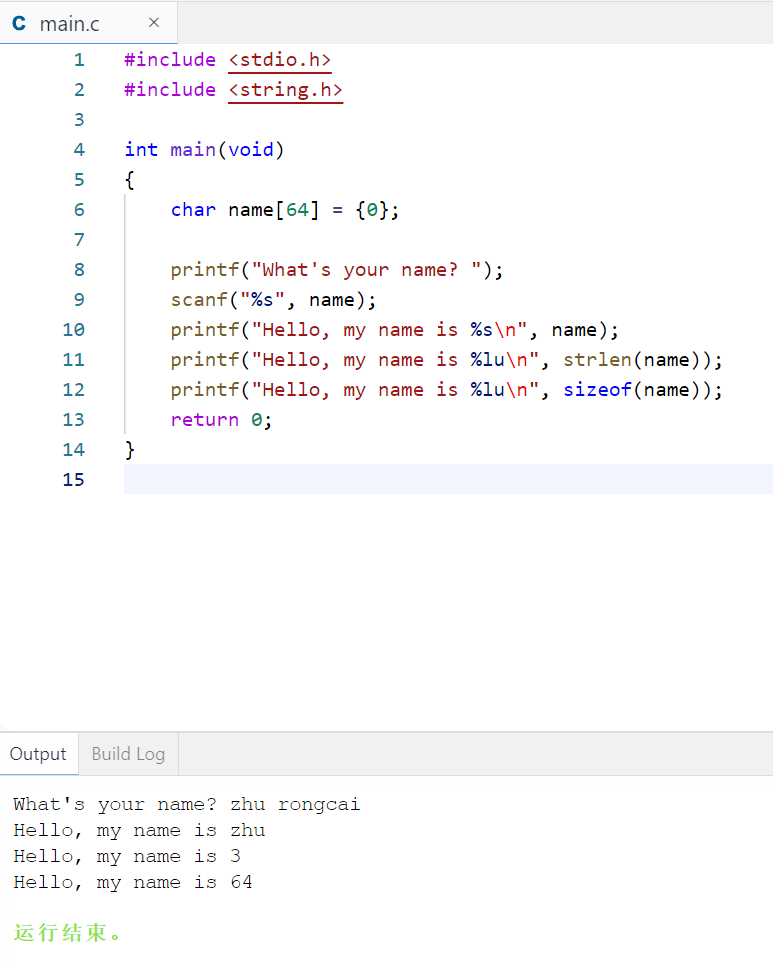 C main.c ×
1 #include <stdio.h>
2 #include <string.h>
3
4 int main(void)
5 {
6     char name[64] = {0};
7
8     printf("What's your name? ");
9     scanf("%s", name);
10     printf("Hello, my name is %s\n", name);
11     printf("Hello, my name is %lu\n", strlen(name));
12     printf("Hello, my name is %lu\n", sizeof(name));
13     return 0;
14 }
15
Output Build Log
What's your name? zhu rongcai
Hello, my name is zhu
Hello, my name is 3
Hello, my name is 64
运行结束。